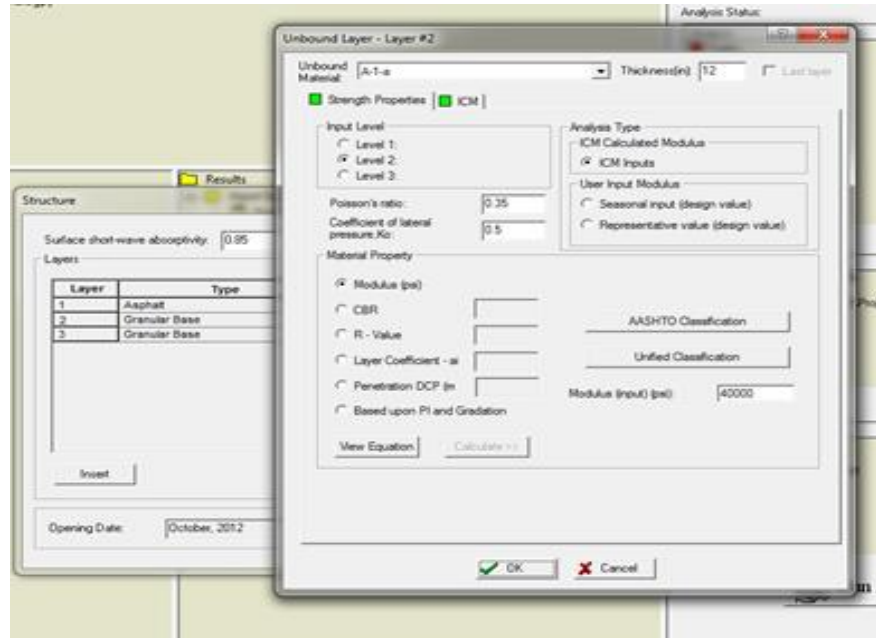 Analysis Status:
Unbound Layer - Layer #2
Unbound Material: A-1-a
Thickness(in): 12
Last layer
Strength Properties
ICM
Input Level
Level 1:
Level 2:
Level 3:
Poisson's ratio: 0.35
Coefficient of lateral pressure,Ko: 0.5
Analysis Type
ICM Calculated Modulus
ICM Inputs
User Input Modulus
Seasonal input (design value)
Representative value (design value)
Material Property
Modulus (psi)
CBR
R - Value
Layer Coefficient - ai
Penetration DCP (m
Based upon PI and Gradation
AASHTO Classification
Unified Classification
Modulus (input) (psi): 40000
View Equation
Calculate >>
OK
Cancel
Results
Structure
Surface short-wave absorptivity: 0.85
Layers
Layer Type
1 Asphalt
2 Granular Base
3 Granular Base
Insert
Opening Date: October, 2012